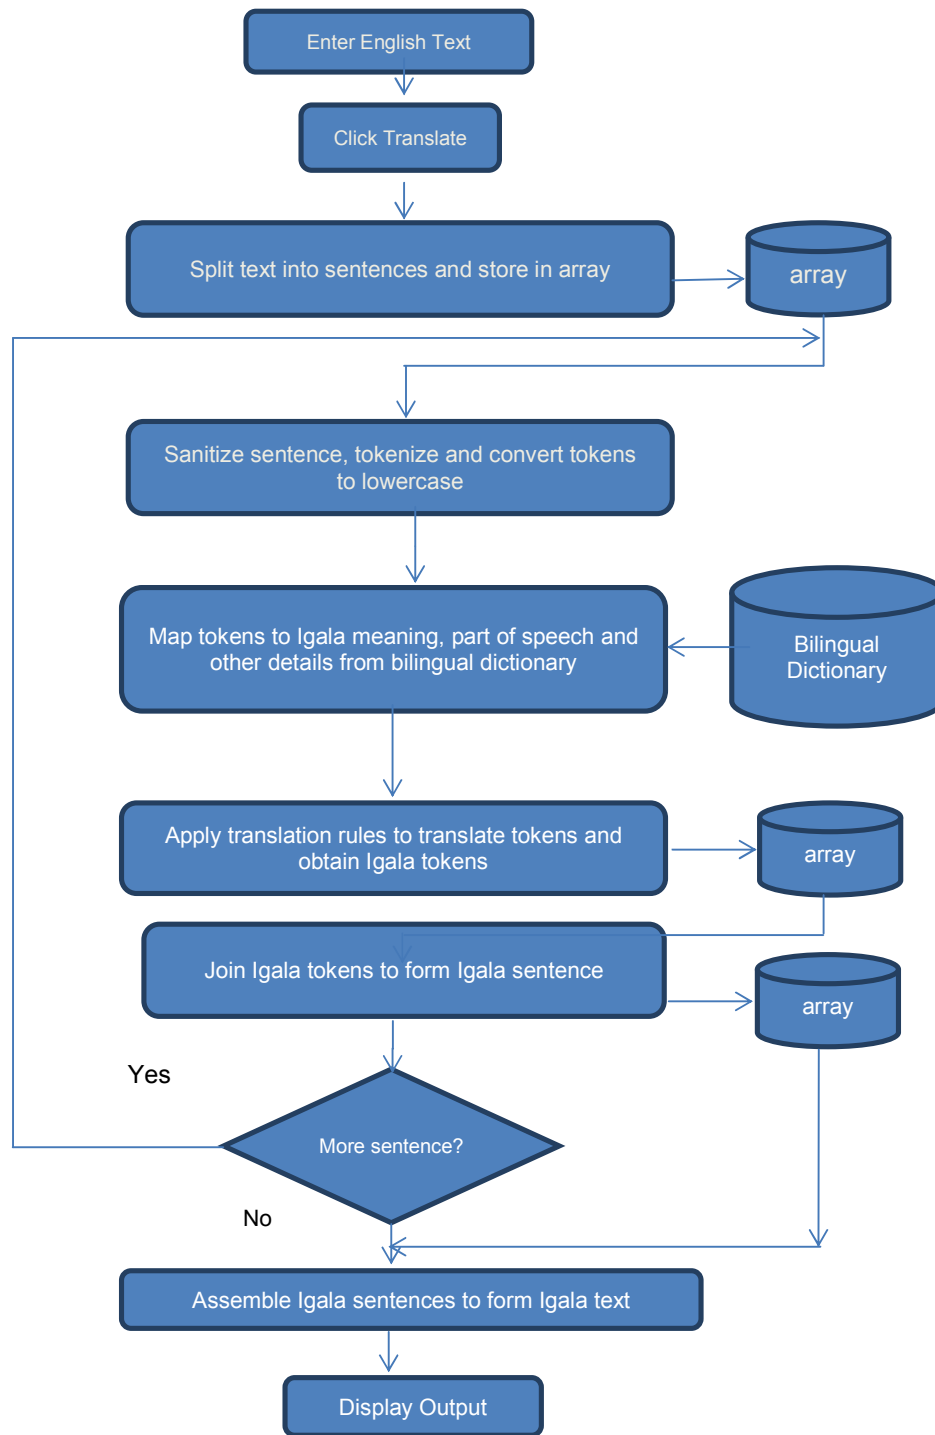 Enter English Text
Click Translate
Split text into sentences and store in array
array
Sanitize sentence, tokenize and convert tokens
to lowercase
Map tokens to Igala meaning, part of speech and
other details from bilingual dictionary
Bilingual
Dictionary
Apply translation rules to translate tokens and
obtain Igala tokens
array
Join Igala tokens to form Igala sentence
array
Yes
More sentence?
No
Assemble Igala sentences to form Igala text
Display Output